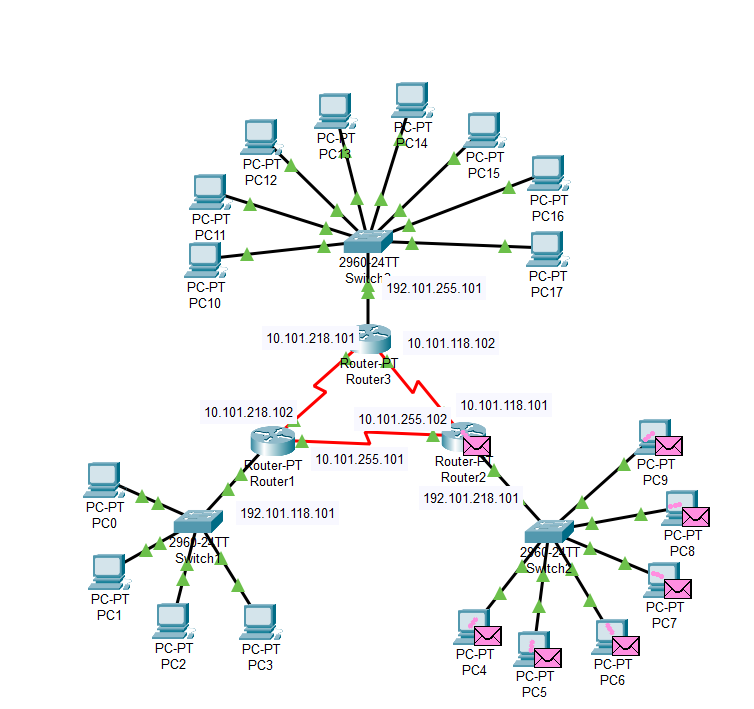 PC-PT
PC14
PC-PT
PC13
PC-PT
PC15
PC-PT
PC12
PC-PT
PC16
PC-PT
PC11
PC-PT
PC17
PC-PT
PC10
2960-24TT
192.101.255.101
10.101.218.101
10.101.118.102
Router-PT
Router3
10.101.218.102
10.101.118.101
10.101.255.102
Router-PT
Router1
10.101.255.101
Router-PT
Router2
192.101.218.101
192.101.118.101
PC-PT
PC9
PC-PT
PC0
PC-PT
PC8
2960-24TT
Switch1
2960-24TT
Switch2
PC-PT
PC1
PC-PT
PC7
PC-PT
PC2
PC-PT
PC3
PC-PT
PC4
PC-PT
PC5
PC-PT
PC6